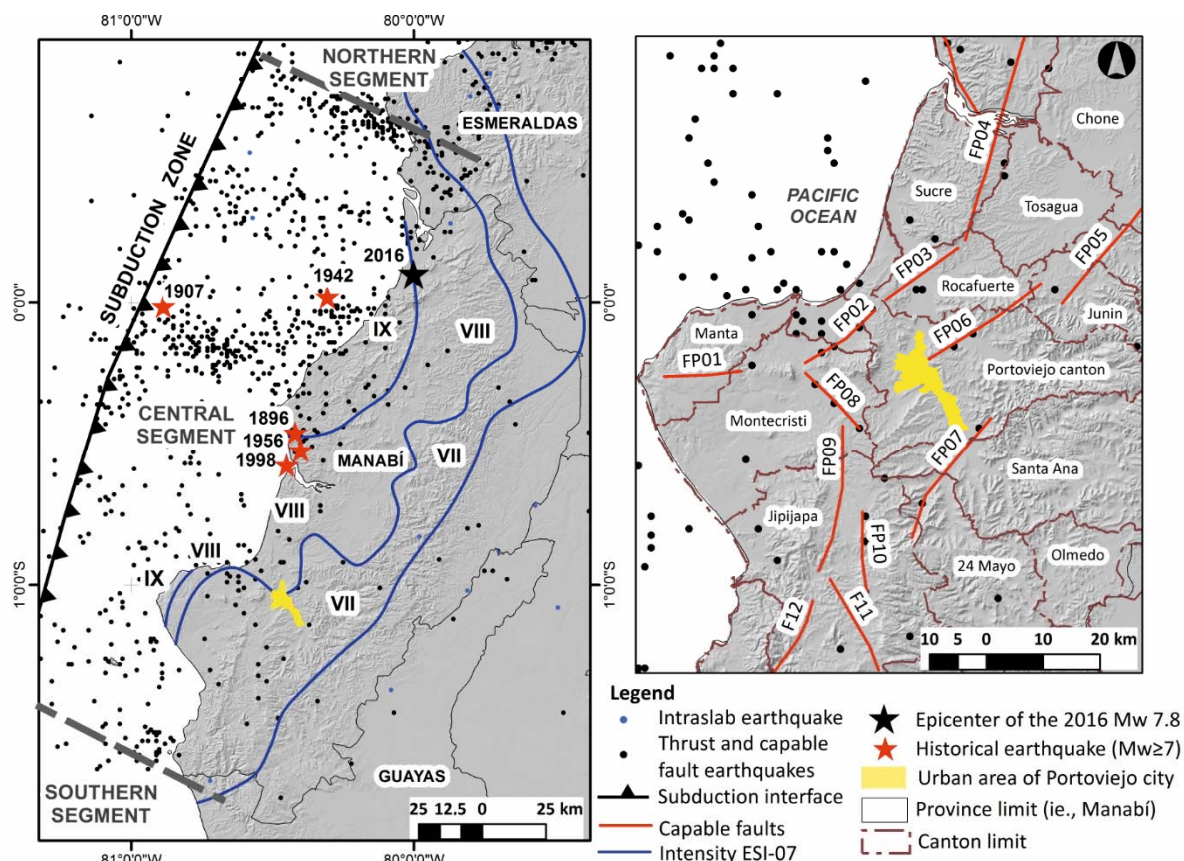 81°0'0"W
80°0'0"W
NORTHERN
SEGMENT
ESMERALDAS
SUBDUCTION ZONE
2016
1942
1907
0°0'0"
IX
VIII
CENTRAL
SEGMENT
1896
1956
1998
MANABÍ
VII
VIII
VIII
IX
VII
1°0'0"S
SOUTHERN
SEGMENT
GUAYAS
25 12.5 0 25 km
81°0'0"W
80°0'0"W
0°0'0"
1°0'0"S
FP04
Chone
PACIFIC
OCEAN
Sucre
Tosagua
FP03
FP05
Rocafuerte
FP02
Junin
Manta
FP06
FP01
Portoviejo canton
FP08
Montecristi
FP07
FP09
Santa Ana
Jipijapa
FP10
24 Mayo
Olmedo
F12
F11
10 5 0 10 20 km
Legend
Intraslab earthquake
Thrust and capable
fault earthquakes
Subduction interface
Capable faults
Intensity ESI-07
Epicenter of the 2016 Mw 7.8
Historical earthquake (Mw≥7)
Urban area of Portoviejo city
Province limit (ie., Manabí)
Canton limit